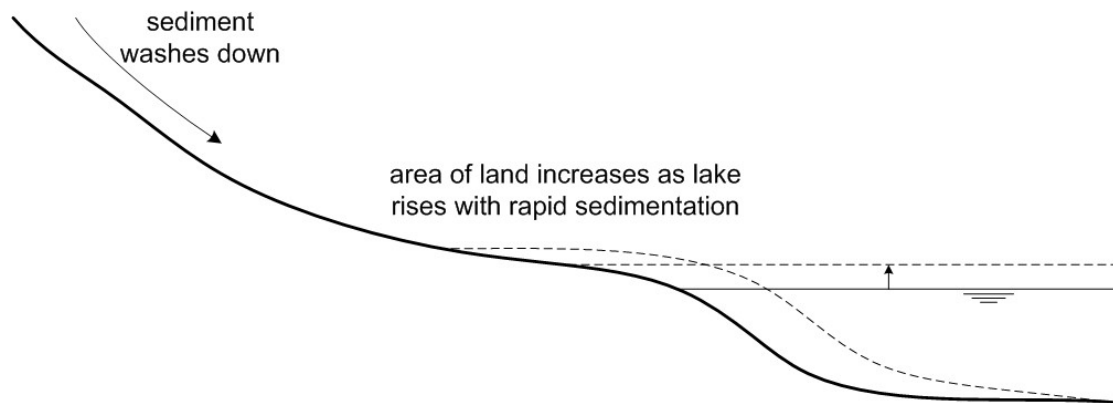 sediment
washes down
area of land increases as lake
rises with rapid sedimentation